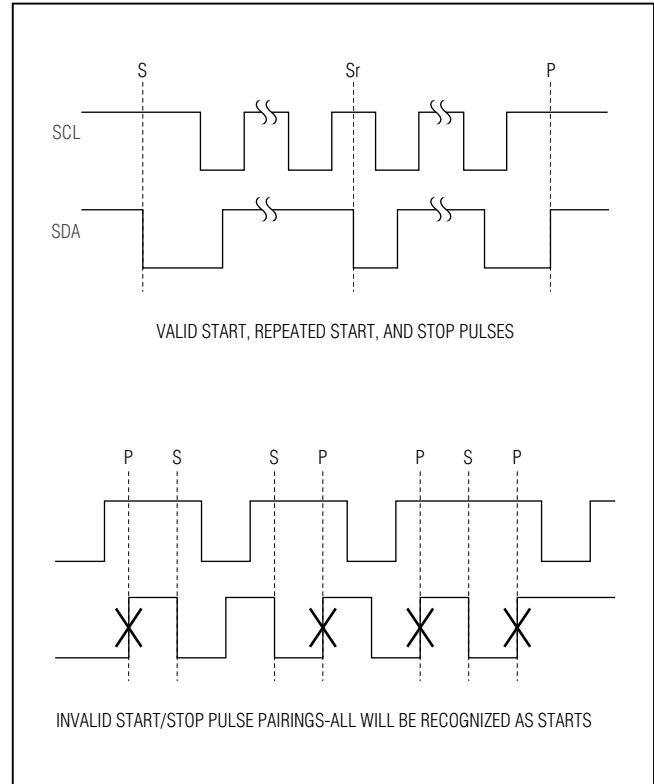 S Sr P
SCL
SDA
VALID START, REPEATED START, AND STOP PULSES
P S S P P S P
INVALID START/STOP PULSE PAIRINGS-ALL WILL BE RECOGNIZED AS STARTS